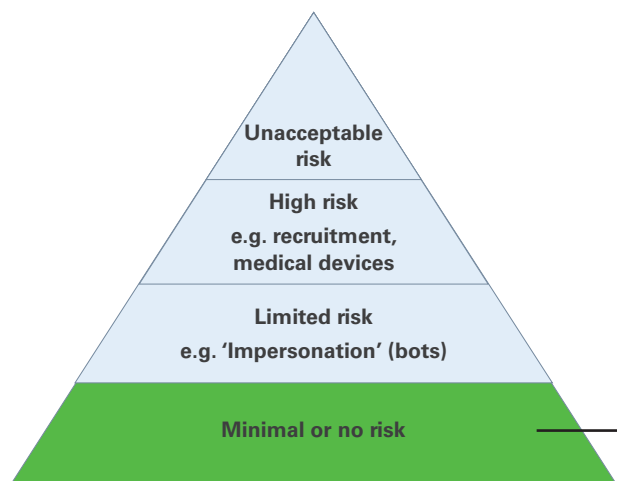 Unacceptable
risk
High risk
e.g. recruitment,
medical devices
Limited risk
e.g. ‘Impersonation’ (bots)
Minimal or no risk